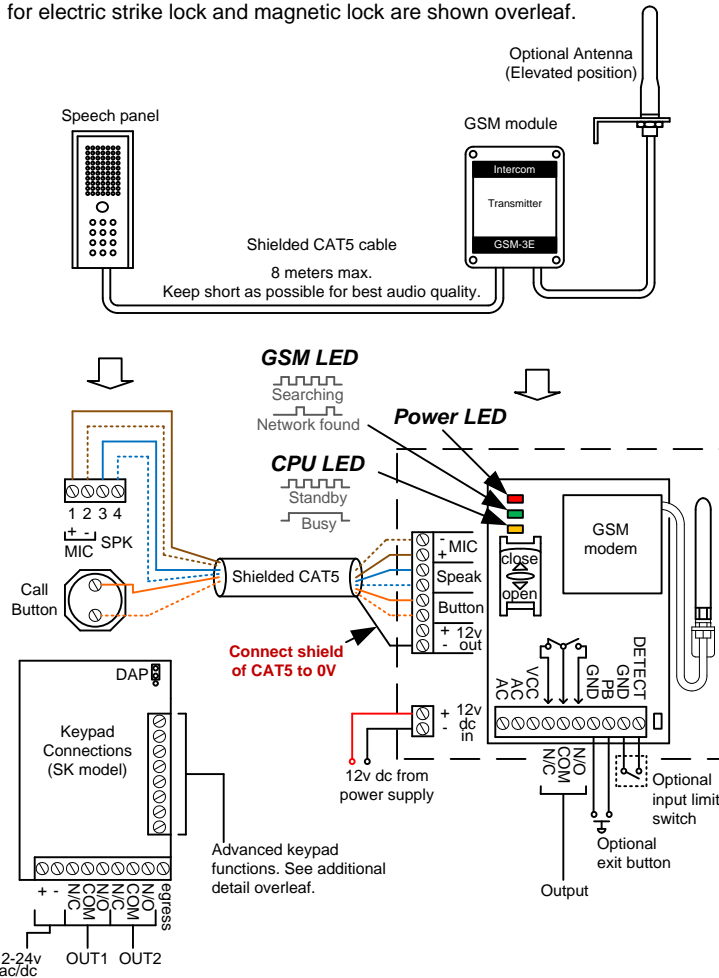 for electric strike lock and magnetic lock are shown overleaf.
Optional Antenna
(Elevated position)
Speech panel
GSM module
Intercom
Transmitter
GSM-3E
Shielded CAT5 cable
8 meters max.
Keep short as possible for best audio quality.
GSM LED
Searching
Network found
Power LED
CPU LED
Standby
Busy
1 2 3 4
+ -
MIC SPK
Call
Button
Shielded CAT5
Connect shield
of CAT5 to 0V
- MIC
+
Speak
Button
+ 12v
- out
+ 12v
- dc
in
12v dc from
power supply
close
open
GSM
modem
AC
AC
VCC
GND
PB
GND
DETECT
N/C
COM
N/O
Output
Optional
exit button
Optional
input limit
switch
DAP
Keypad
Connections
(SK model)
Advanced keypad
functions. See additional
detail overleaf.
+ -
N/C
COM
N/O
N/C
COM
N/O
egress
2-24v
ac/dc
OUT1 OUT2